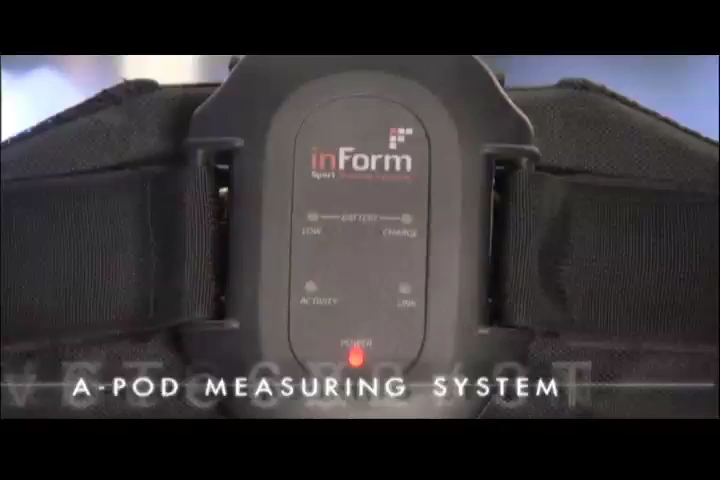 inForm
Sport
BATTERY
LOW CHARGE
ACTIVITY LINK
POWER
A-POD MEASURING SYSTEM